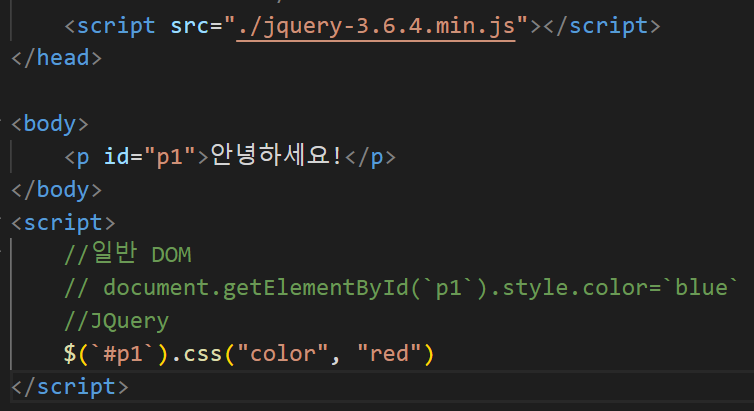 <script src="./jquery-3.6.4.min.js"></script>
</head>
<body>
<p id="p1">안녕하세요!</p>
</body>
<script>
//일반 DOM
// document.getElementById(`p1`).style.color=`blue`
//JQuery
$(`#p1`).css("color", "red")
</script>